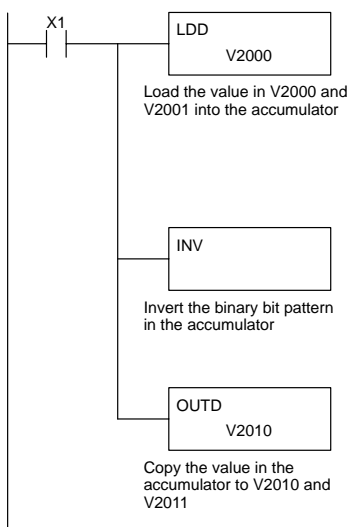 X1
LDD
V2000
Load the value in V2000 and
V2001 into the accumulator
INV
Invert the binary bit pattern
in the accumulator
OUTD
V2010
Copy the value in the
accumulator to V2010 and
V2011